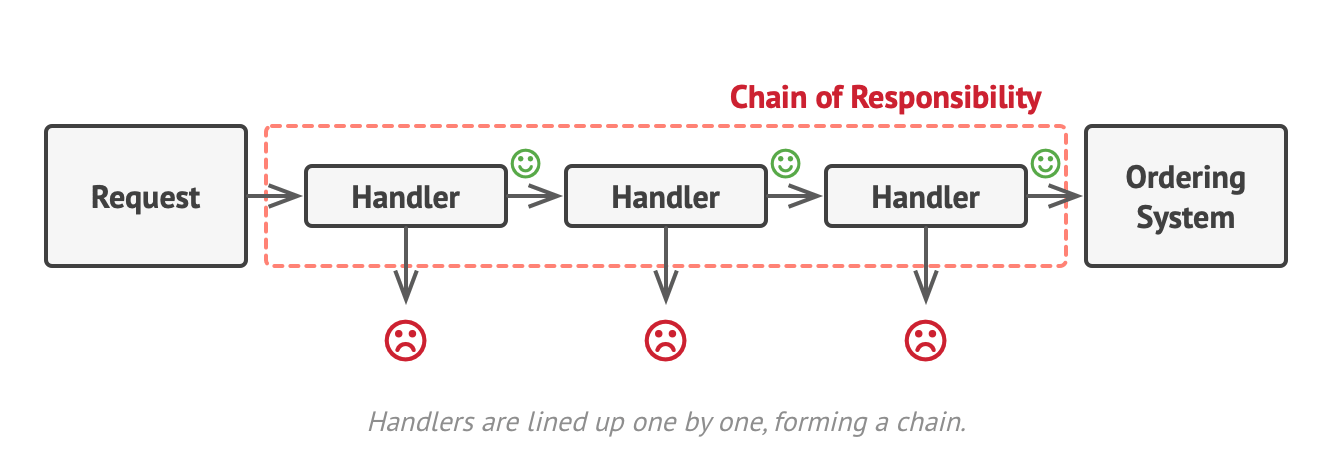 Chain of Responsibility
Request
Handler
Handler
Handler
Ordering
System
Handlers are lined up one by one, forming a chain.